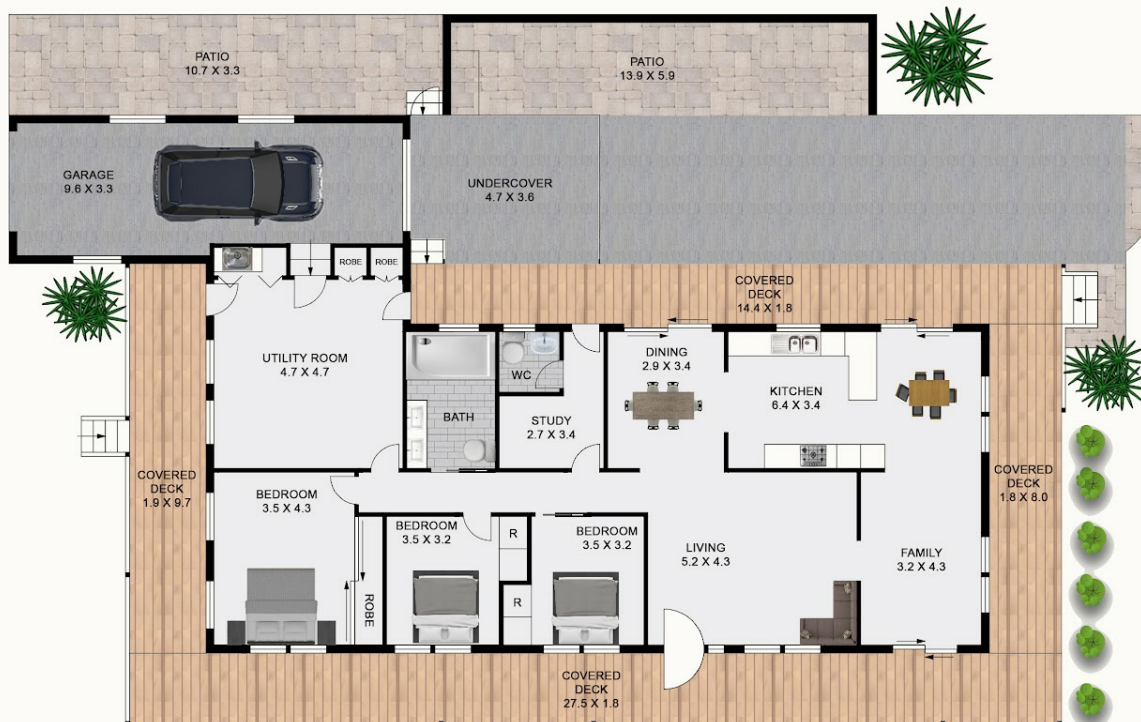 PATIO
10.7 X 3.3
PATIO
13.9 X 5.9
GARAGE
9.6 X 3.3
UNDERCOVER
4.7 X 3.6
ROBE
ROBE
COVERED
DECK
14.4 X 1.8
UTILITY ROOM
4.7 X 4.7
WC
BATH
STUDY
2.7 X 3.4
DINING
2.9 X 3.4
KITCHEN
6.4 X 3.4
COVERED
DECK
1.9 X 9.7
BEDROOM
3.5 X 4.3
ROBE
BEDROOM
3.5 X 3.2
R
R
BEDROOM
3.5 X 3.2
LIVING
5.2 X 4.3
FAMILY
3.2 X 4.3
COVERED
DECK
1.8 X 8.0
COVERED
DECK
27.5 X 1.8